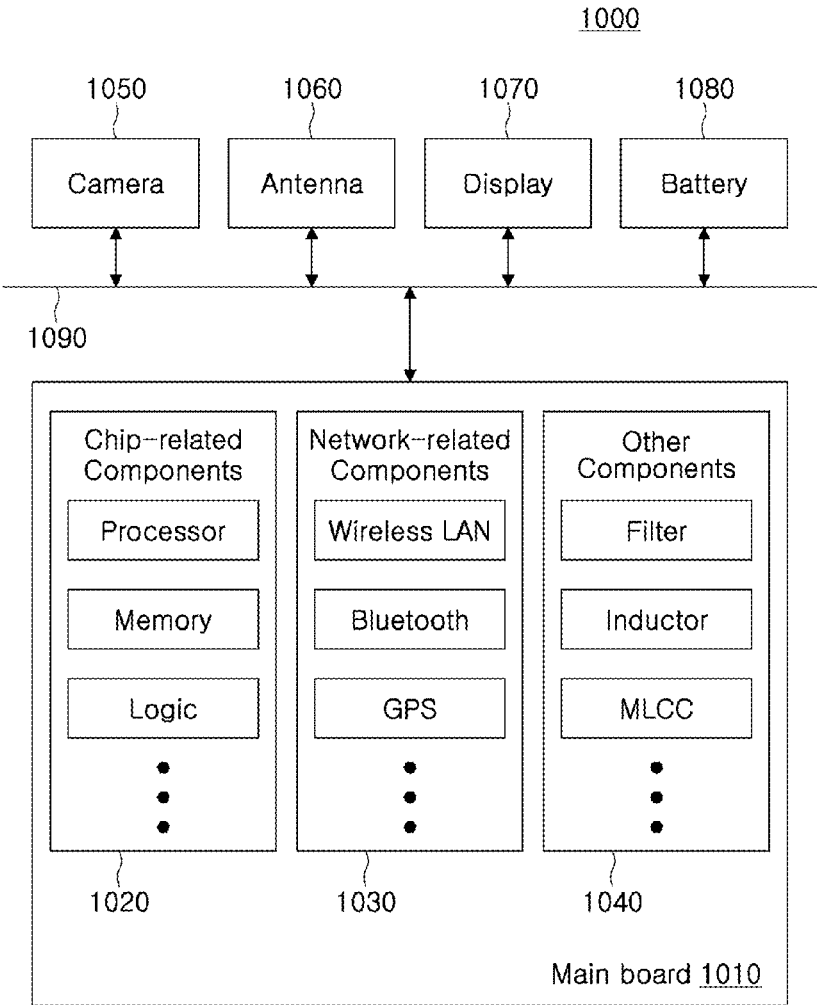 1000
1050 1060 1070 1080
Camera Antenna Display Battery
1090
Chip-related
Components
Processor
Memory
Logic
1020
Network-related
Components
Wireless LAN
Bluetooth
GPS
1030
Other
Components
Filter
Inductor
MLCC
1040
Main board 1010